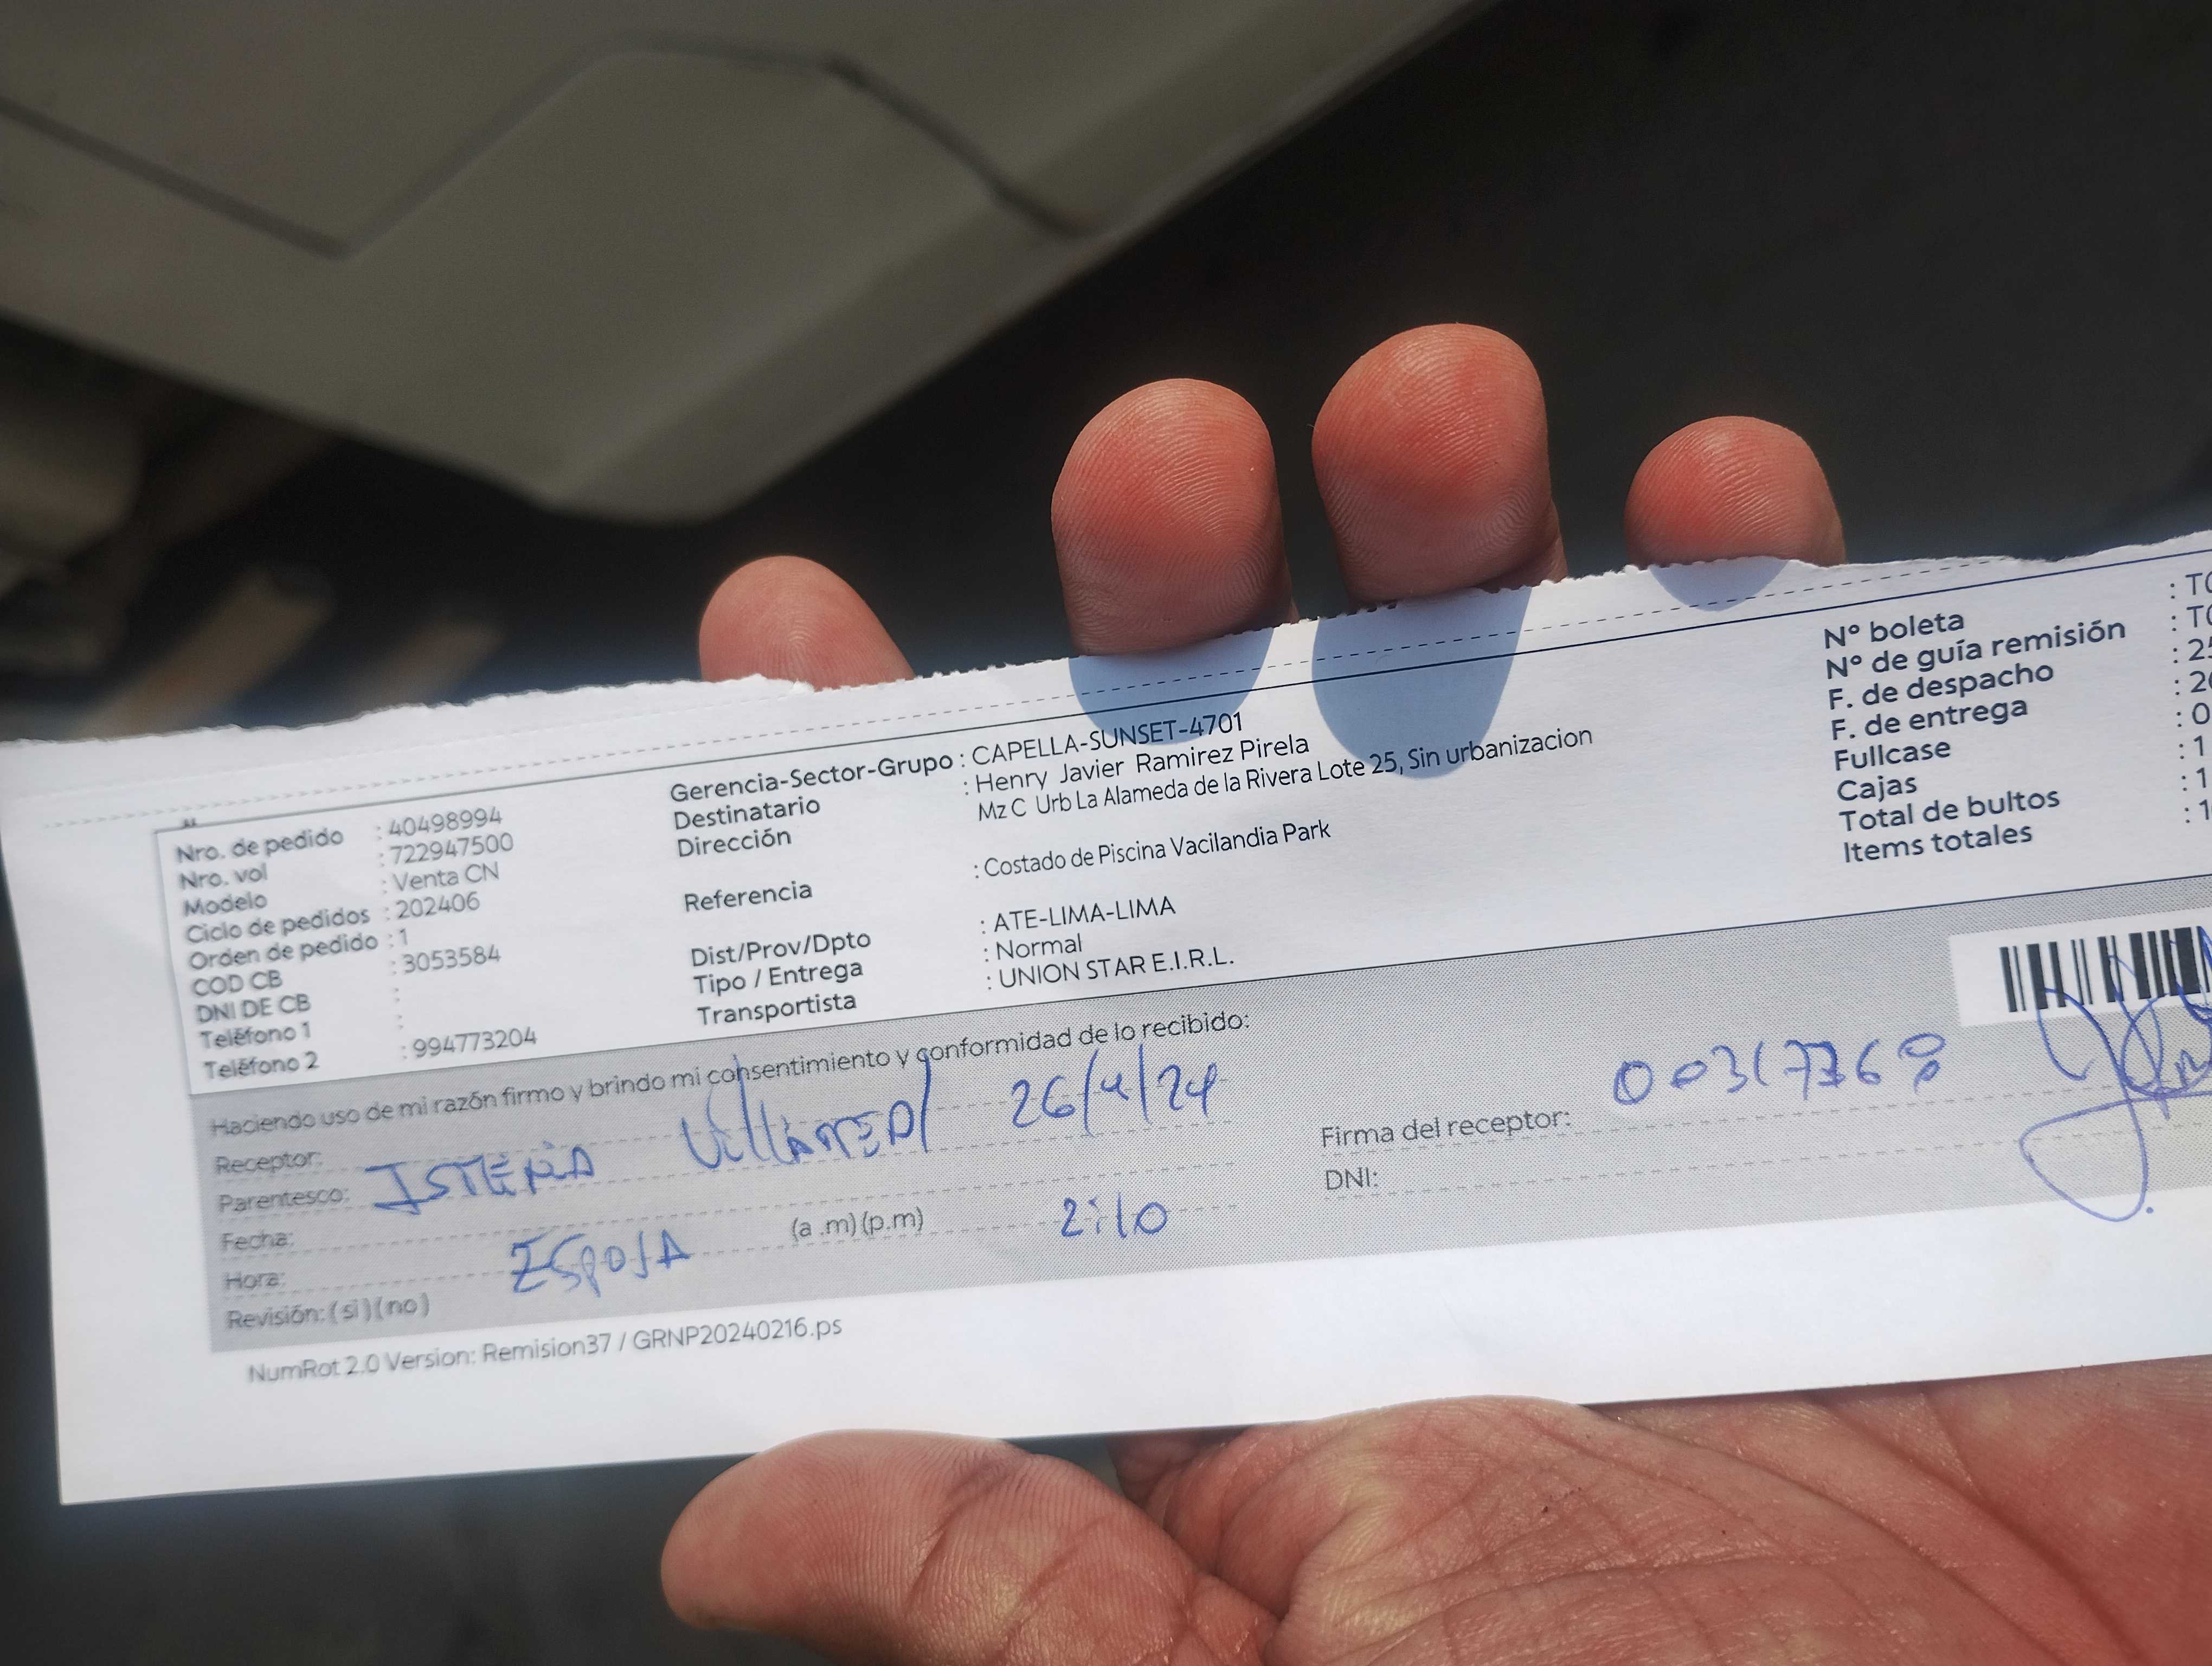 Nro. de pedido : 40498994
Nro. vol : 722947500
Modelo : Venta CN
Ciclo de pedidos : 202406
Orden de pedido : 1
COD CB : 3053584
DNI DE CB :
Teléfono 1 :
Teléfono 2 : 994773204
Gerencia-Sector-Grupo : CAPELLA-SUNSET-4701
Destinatario : Henry Javier Ramirez Pirela
Dirección Mz C Urb La Alameda de la Rivera Lote 25, Sin urbanizacion
Referencia : Costado de Piscina Vacilandia Park
Dist/Prov/Dpto : ATE-LIMA-LIMA
Tipo / Entrega : Normal
Transportista : UNION STAR E.I.R.L.
N° boleta
N° de guía remisión
F. de despacho
F. de entrega
Fullcase
Cajas
Total de bultos
Items totales
Haciendo uso de mi razón firmo y brindo mi consentimiento y conformidad de lo recibido:
Receptor:
Parentesco:
26/4/24
Fecha:
Hora: ESPOSA (a .m) (p.m) 2:10
Revisión: ( si ) ( no )
Firma del receptor:
DNI:
NumRot 2.0 Version: Remision37 / GRNP20240216.ps